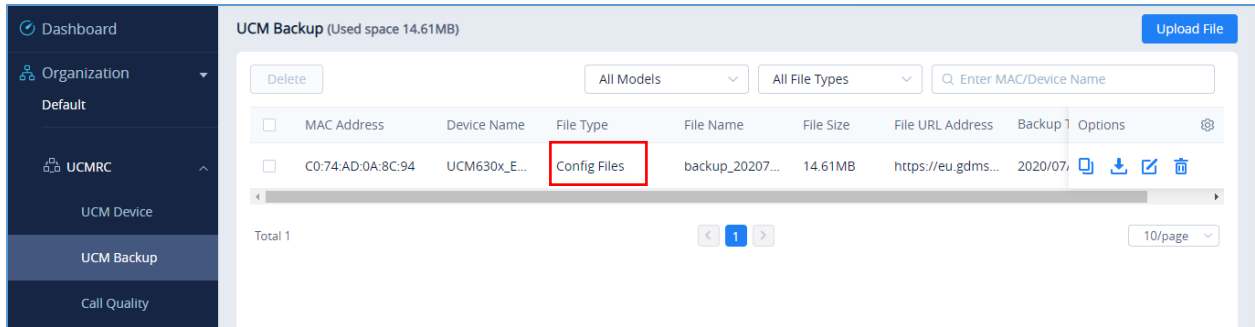 Dashboard
Organization
Default
UCMRC
UCM Device
UCM Backup
Call Quality
UCM Backup (Used space 14.61MB)
Upload File
Delete
All Models
All File Types
Enter MAC/Device Name
MAC Address Device Name File Type File Name File Size File URL Address Backup T Options
C0:74:AD:0A:8C:94 UCM630x_E... Config Files backup_20207... 14.61MB https://eu.gdms... 2020/07/
Total 1
1
10/page